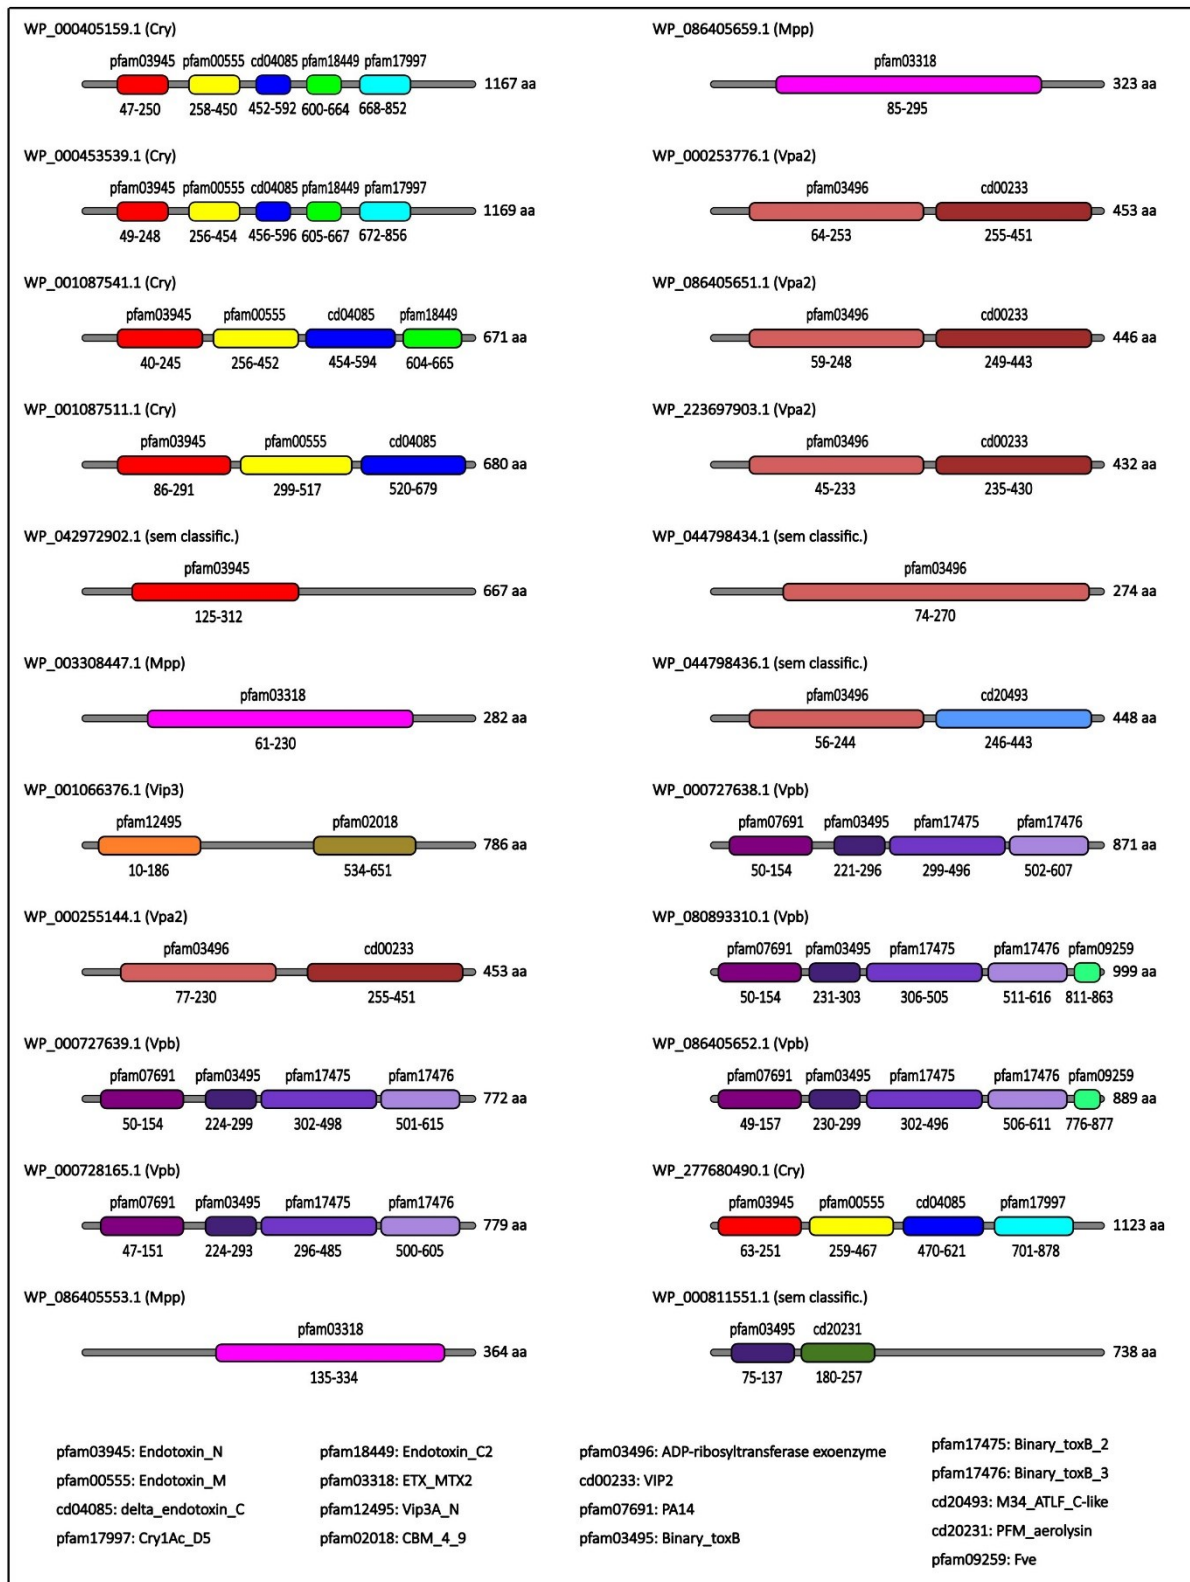 WP_000405159.1 (Cry)
pfam03945 pfam00555 cd04085 pfam18449 pfam17997
1167 aa
47-250 258-450 452-592 600-664 668-852
WP_000453539.1 (Cry)
pfam03945 pfam00555 cd04085 pfam18449 pfam17997
1169 aa
49-248 256-454 456-596 605-667 672-856
WP_001087541.1 (Cry)
pfam03945 pfam00555 cd04085 pfam18449
671 aa
40-245 256-452 454-594 604-665
WP_001087511.1 (Cry)
pfam03945 pfam00555 cd04085
680 aa
86-291 299-517 520-679
WP_042972902.1 (sem classific.)
pfam03945
667 aa
125-312
WP_003308447.1 (Mpp)
pfam03318
282 aa
61-230
WP_001066376.1 (Vip3)
pfam12495 pfam02018
786 aa
10-186 534-651
WP_000255144.1 (Vpa2)
pfam03496 cd00233
453 aa
77-230 255-451
WP_000727639.1 (Vpb)
pfam07691 pfam03495 pfam17475 pfam17476
772 aa
50-154 224-299 302-498 501-615
WP_000728165.1 (Vpb)
pfam07691 pfam03495 pfam17475 pfam17476
779 aa
47-151 224-293 296-485 500-605
WP_086405553.1 (Mpp)
pfam03318
364 aa
135-334
WP_086405659.1 (Mpp)
pfam03318
323 aa
85-295
WP_000253776.1 (Vpa2)
pfam03496 cd00233
453 aa
64-253 255-451
WP_086405651.1 (Vpa2)
pfam03496 cd00233
446 aa
59-248 249-443
WP_223697903.1 (Vpa2)
pfam03496 cd00233
432 aa
45-233 235-430
WP_044798434.1 (sem classific.)
pfam03496
274 aa
74-270
WP_044798436.1 (sem classific.)
pfam03496 cd20493
448 aa
56-244 246-443
WP_000727638.1 (Vpb)
pfam07691 pfam03495 pfam17475 pfam17476
871 aa
50-154 221-296 299-496 502-607
WP_080893310.1 (Vpb)
pfam07691 pfam03495 pfam17475 pfam17476 pfam09259
999 aa
50-154 231-303 306-505 511-616 811-863
WP_086405652.1 (Vpb)
pfam07691 pfam03495 pfam17475 pfam17476 pfam09259
889 aa
49-157 230-299 302-496 506-611 776-877
WP_277680490.1 (Cry)
pfam03945 pfam00555 cd04085 pfam17997
1123 aa
63-251 259-467 470-621 701-878
WP_000811551.1 (sem classific.)
pfam03495 cd20231
738 aa
75-137 180-257
pfam03945: Endotoxin_N
pfam00555: Endotoxin_M
cd04085: delta_endotoxin_C
pfam17997: Cry1Ac_D5
pfam18449: Endotoxin_C2
pfam03318: ETX_MTX2
pfam12495: Vip3A_N
pfam02018: CBM_4_9
pfam03496: ADP-ribosyltransferase exoenzyme
cd00233: VIP2
pfam07691: PA14
pfam03495: Binary_toxB
pfam17475: Binary_toxB_2
pfam17476: Binary_toxB_3
cd20493: M34_ATLF_C-like
cd20231: PFM_aerolysin
pfam09259: Fve